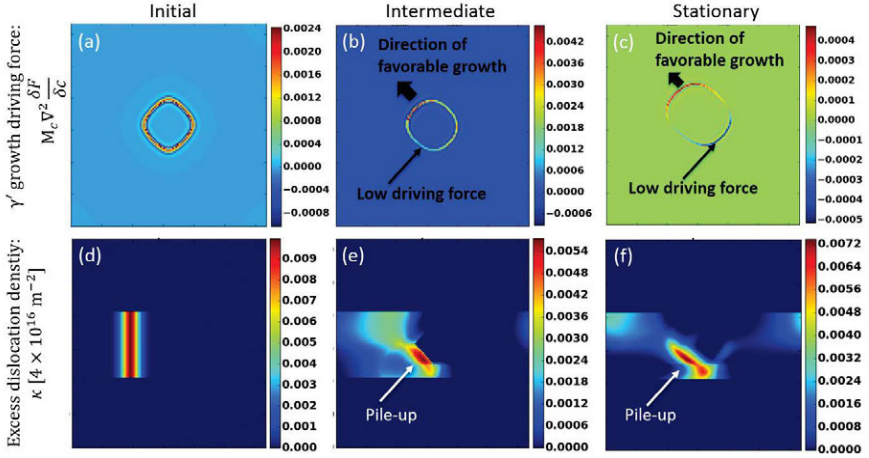 Initial
Intermediate
Stationary
γ′ growth driving force:
M_c ∇² δF/δc
(a)
0.0024
0.0018
0.0012
0.0006
0.0000
−0.0004
−0.0008
(b)
Direction of
favorable growth
Low driving force
0.0042
0.0036
0.0030
0.0024
0.0018
0.0012
0.0006
0.0000
−0.0006
(c)
Direction of
favorable growth
Low driving force
0.0004
0.0003
0.0002
0.0001
0.0000
−0.0001
−0.0002
−0.0003
−0.0004
−0.0005
Excess dislocation denstiy:
κ [4 × 10¹⁶ m⁻²]
(d)
0.009
0.008
0.007
0.006
0.005
0.004
0.003
0.002
0.001
0.000
(e)
Pile-up
0.0054
0.0048
0.0042
0.0036
0.0030
0.0024
0.0018
0.0012
0.0006
0.0000
(f)
Pile-up
0.0072
0.0064
0.0056
0.0048
0.0040
0.0032
0.0024
0.0016
0.0008
0.0000